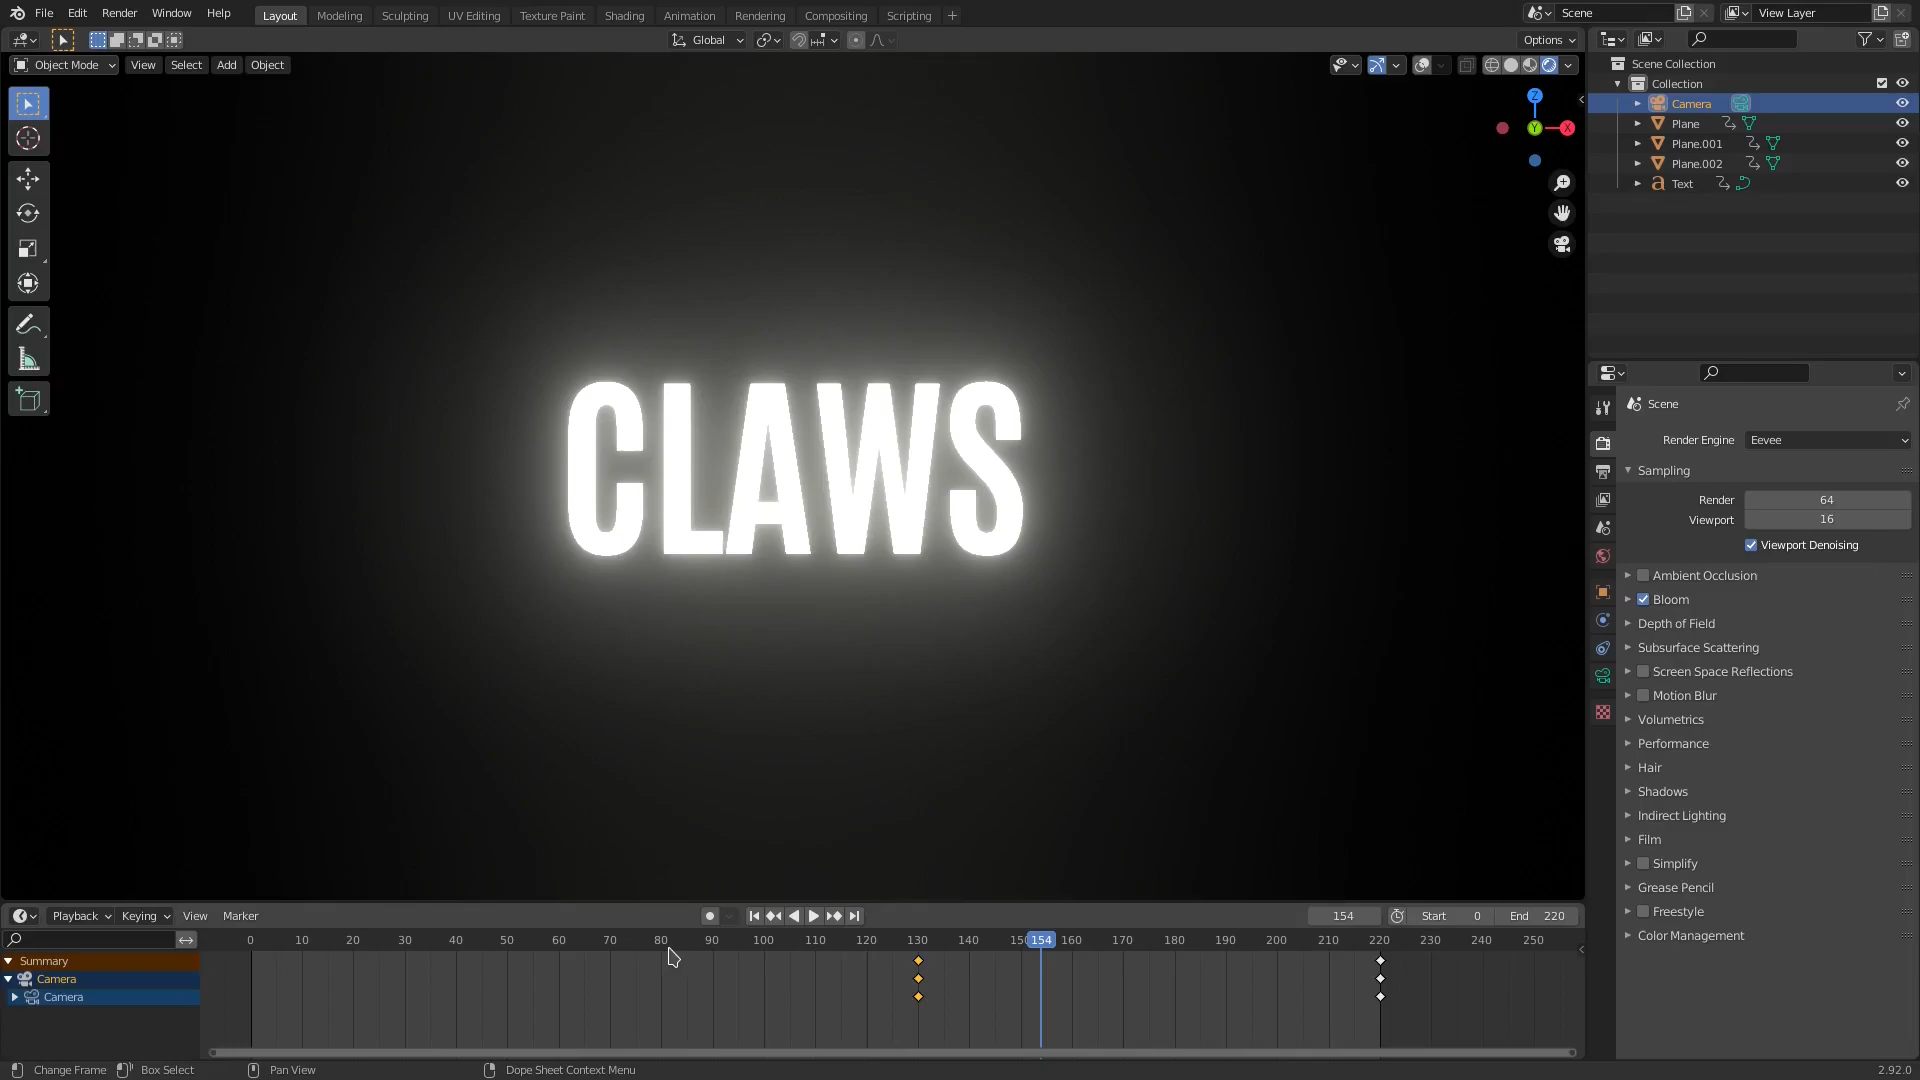 File Edit Render Window Help Layout Modeling Sculpting UV Editing Texture Paint Shading Animation Rendering Compositing Scripting + Scene View Layer
Global Options
Object Mode View Select Add Object
Z
Y X
CLAWS
Scene Collection
Collection
Camera
Plane
Plane.001
Plane.002
Text
Scene
Render Engine Eevee
Sampling
Render 64
Viewport 16
Viewport Denoising
Ambient Occlusion
Bloom
Depth of Field
Subsurface Scattering
Screen Space Reflections
Motion Blur
Volumetrics
Performance
Hair
Shadows
Indirect Lighting
Film
Simplify
Grease Pencil
Freestyle
Color Management
Playback Keying View Marker 154 Start 0 End 220
0 10 20 30 40 50 60 70 80 90 100 110 120 130 140 154 160 170 180 190 200 210 220 230 240 250
Summary
Camera
Camera
Change Frame Box Select Pan View Dope Sheet Context Menu 2.92.0